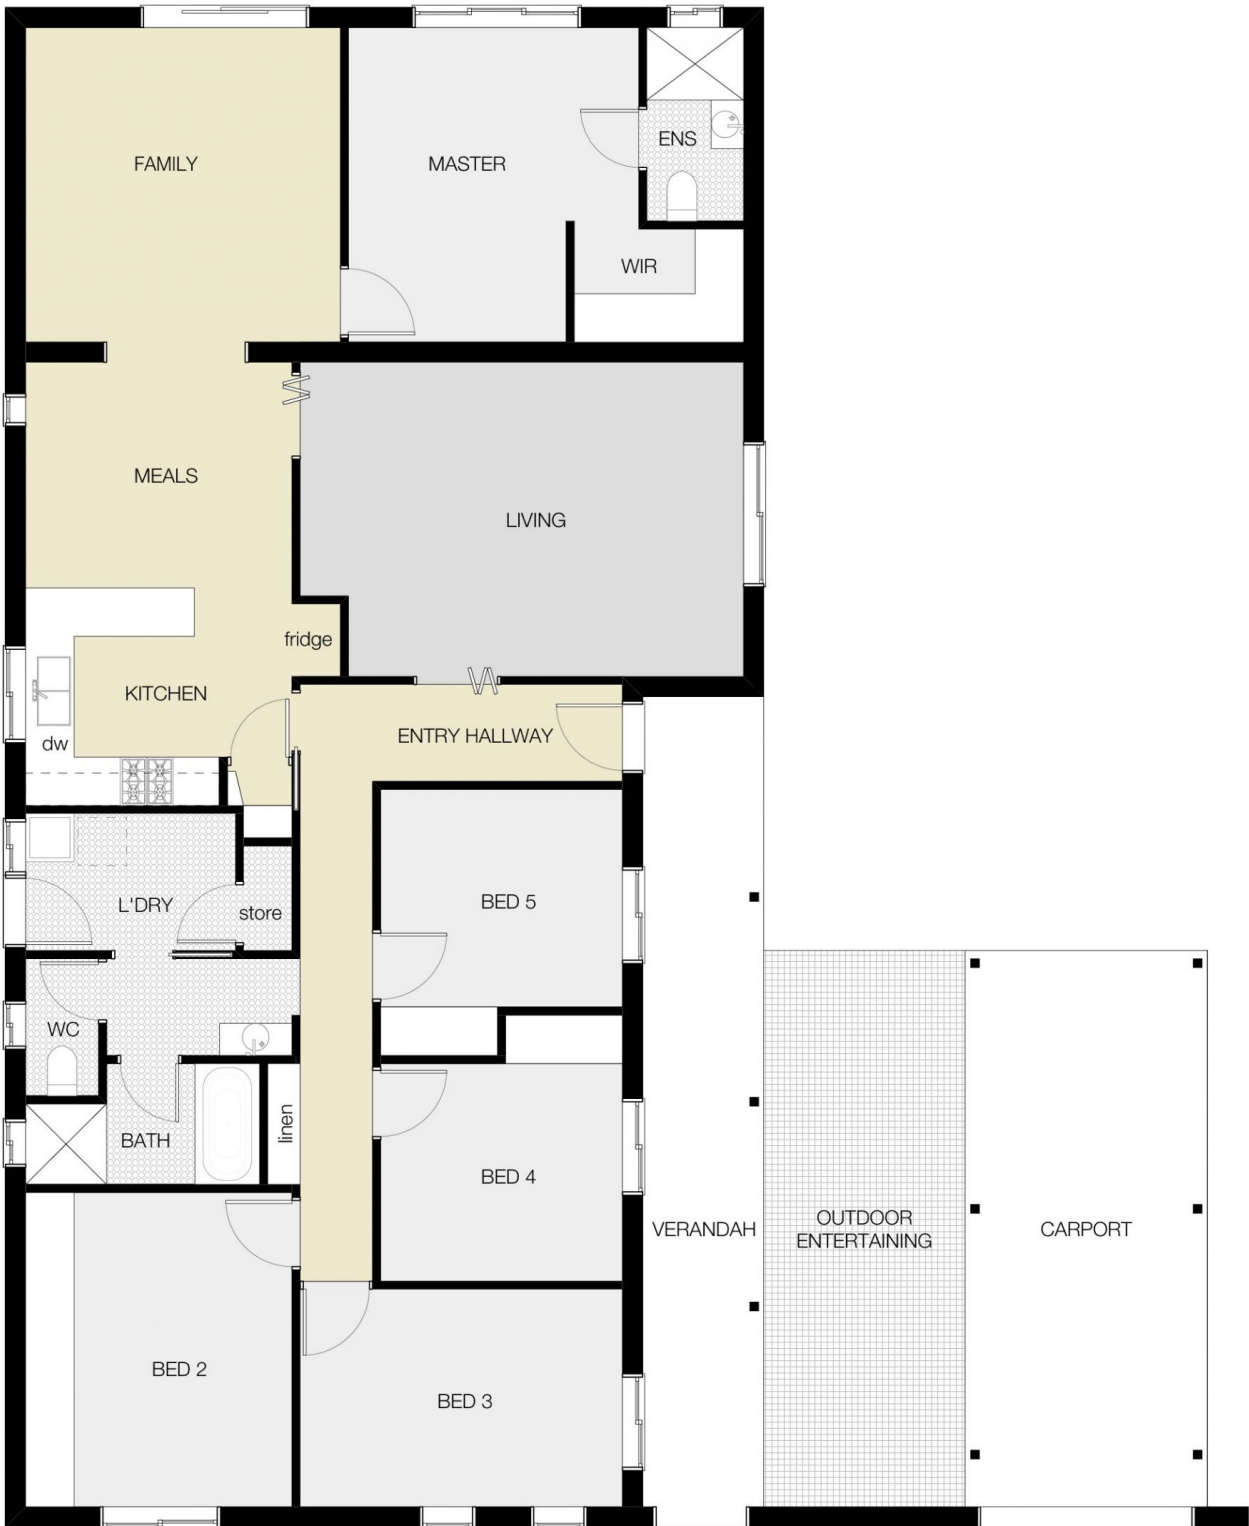 FAMILY
MASTER
ENS
WIR
MEALS
LIVING
fridge
KITCHEN
dw
ENTRY HALLWAY
BED 5
L'DRY
store
WC
linen
BATH
BED 4
VERANDAH
OUTDOOR
ENTERTAINING
CARPORT
BED 2
BED 3